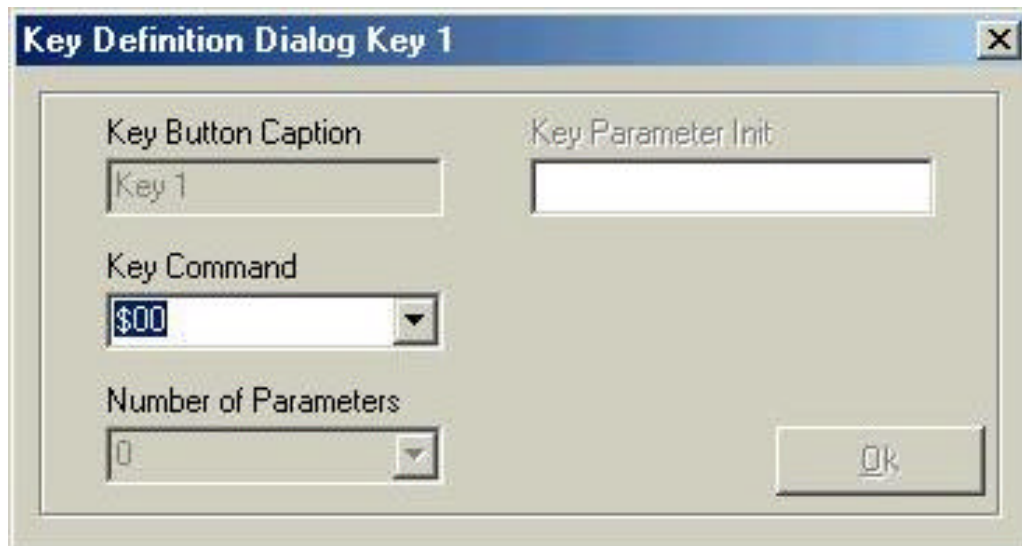 Key Definition Dialog Key 1
Key Button Caption
Key Parameter Init
Key 1
Key Command
$00
Number of Parameters
0
Ok